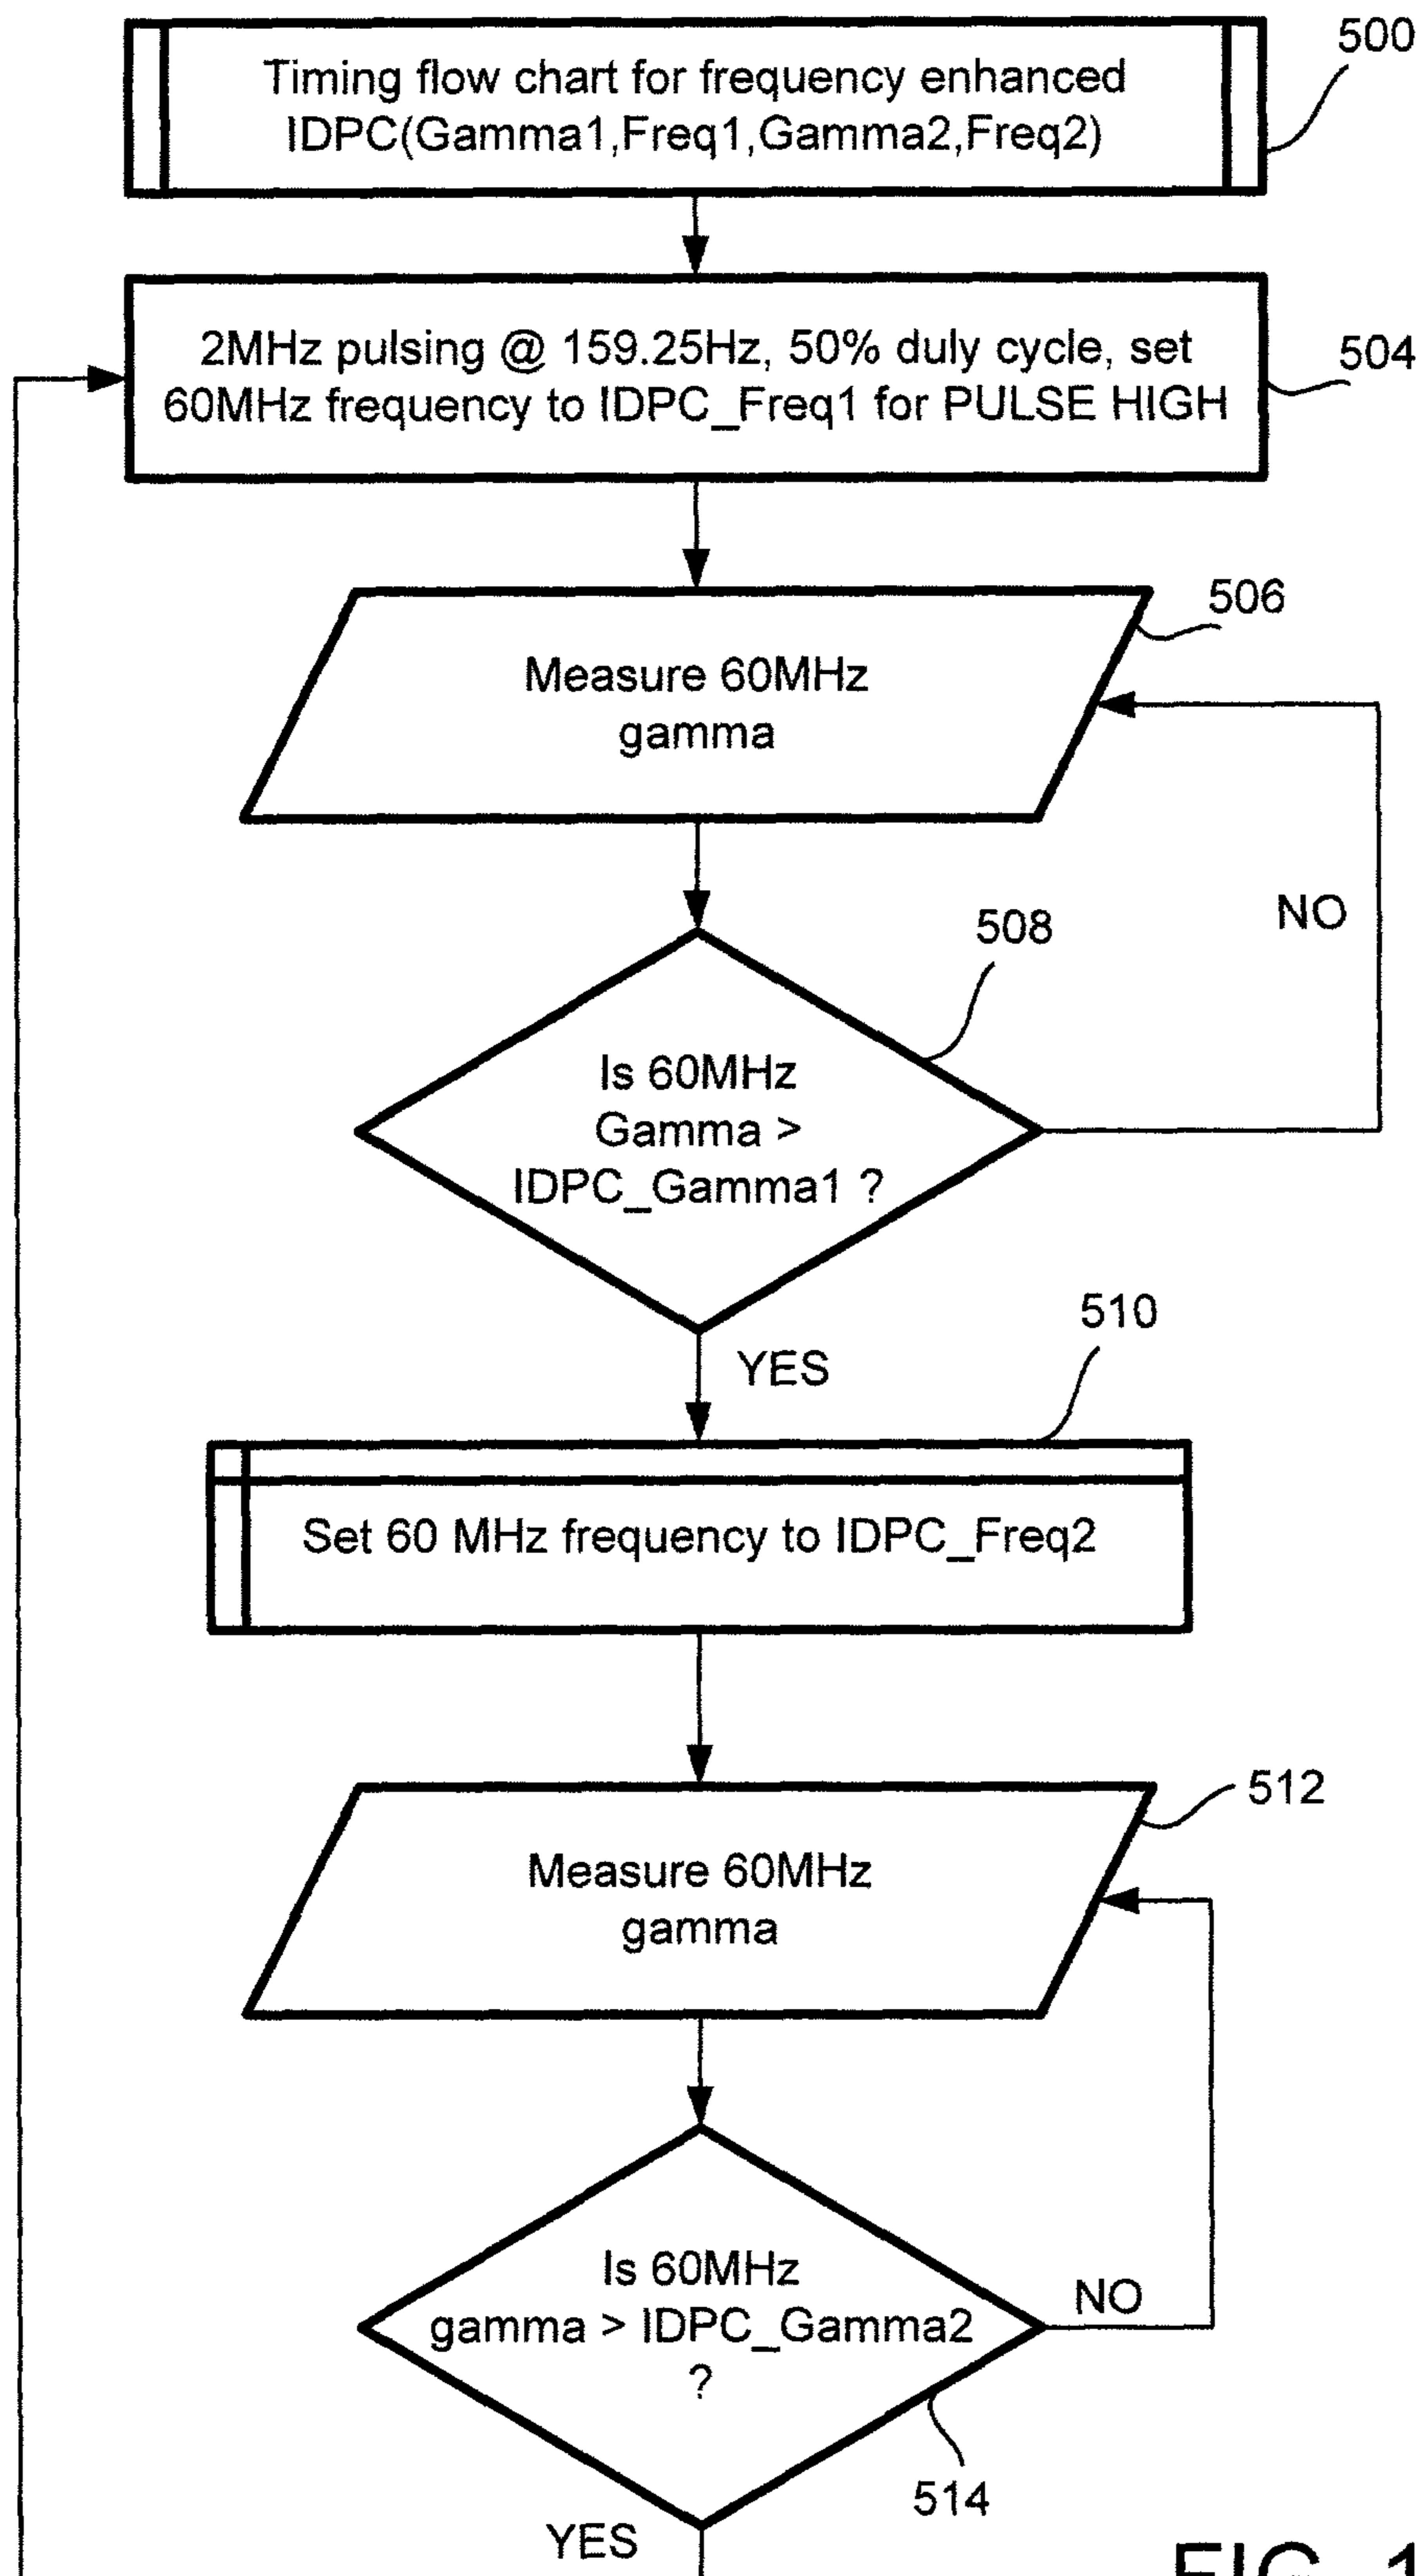 500
Timing flow chart for frequency enhanced
IDPC(Gamma1,Freq1,Gamma2,Freq2)
504
2MHz pulsing @ 159.25Hz, 50% duly cycle, set
60MHz frequency to IDPC_Freq1 for PULSE HIGH
506
Measure 60MHz
gamma
NO
508
Is 60MHz
Gamma >
IDPC_Gamma1 ?
510
YES
Set 60 MHz frequency to IDPC_Freq2
512
Measure 60MHz
gamma
Is 60MHz
gamma > IDPC_Gamma2
?
NO
514
YES